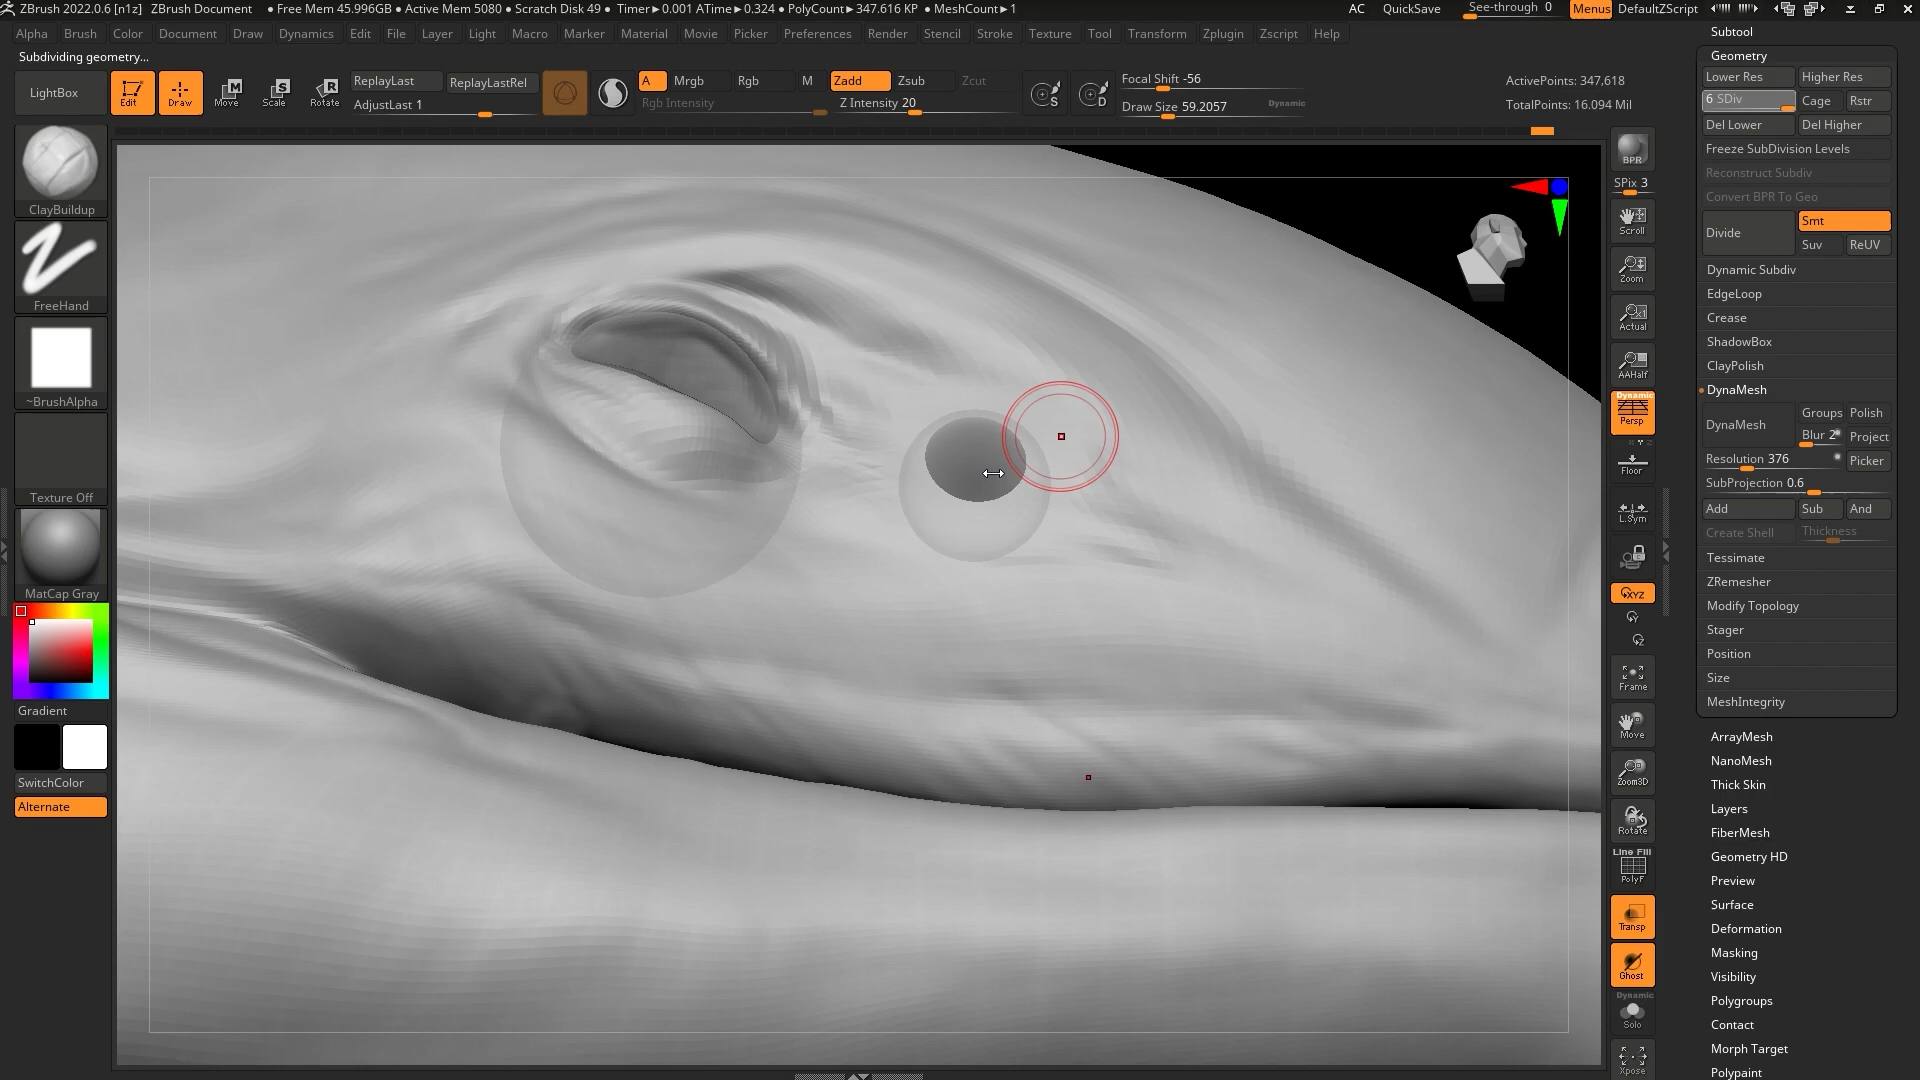 ZBrush 2022.0.6 [n1z] ZBrush Document • Free Mem 45.996GB • Active Mem 5080 • Scratch Disk 49 • Timer►0.001 ATime►0.324 • PolyCount►347.616 KP • MeshCount►1 AC QuickSave See-through 0 Menus DefaultZScript
Alpha Brush Color Document Draw Dynamics Edit File Layer Light Macro Marker Material Movie Picker Preferences Render Stencil Stroke Texture Tool Transform Zplugin Zscript Help
Subdividing geometry...
LightBox
Edit
Draw
M
Move
S
Scale
R
Rotate
ReplayLast
ReplayLastRel
AdjustLast 1
A
Mrgb
Rgb
M
Rgb Intensity
Zadd
Zsub
Zcut
Z Intensity 20
S
D
Focal Shift -56
Draw Size 59.2057
Dynamic
ActivePoints: 347,618
TotalPoints: 16.094 Mil
ClayBuildup
FreeHand
~BrushAlpha
Texture Off
MatCap Gray
Gradient
SwitchColor
Alternate
BPR
SPix 3
Scroll
Zoom
Actual
AAHalf
Dynamic
Persp
Floor
L.Sym
XYZ
Frame
Move
Zoom3D
Rotate
Line Fill
PolyF
Transp
Ghost
Dynamic
Solo
Xpose
Subtool
Geometry
Lower Res
Higher Res
6 SDiv
Cage
Rstr
Del Lower
Del Higher
Freeze SubDivision Levels
Reconstruct Subdiv
Convert BPR To Geo
Divide
Smt
Suv
ReUV
Dynamic Subdiv
EdgeLoop
Crease
ShadowBox
ClayPolish
DynaMesh
DynaMesh
Groups
Polish
Blur 2
Project
Resolution 376
Picker
SubProjection 0.6
Add
Sub
And
Create Shell
Thickness
Tessimate
ZRemesher
Modify Topology
Stager
Position
Size
MeshIntegrity
ArrayMesh
NanoMesh
Thick Skin
Layers
FiberMesh
Geometry HD
Preview
Surface
Deformation
Masking
Visibility
Polygroups
Contact
Morph Target
Polypaint